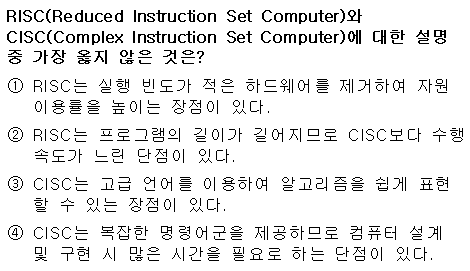 RISC(Reduced Instruction Set Computer)와
CISC(Complex Instruction Set Computer)에 대한 설명
중 가장 옳지 않은 것은?
① RISC는 실행 빈도가 적은 하드웨어를 제거하여 자원
이용률을 높이는 장점이 있다.
② RISC는 프로그램의 길이가 길어지므로 CISC보다 수행
속도가 느린 단점이 있다.
③ CISC는 고급 언어를 이용하여 알고리즘을 쉽게 표현
할 수 있는 장점이 있다.
④ CISC는 복잡한 명령어군을 제공하므로 컴퓨터 설계
및 구현 시 많은 시간을 필요로 하는 단점이 있다.